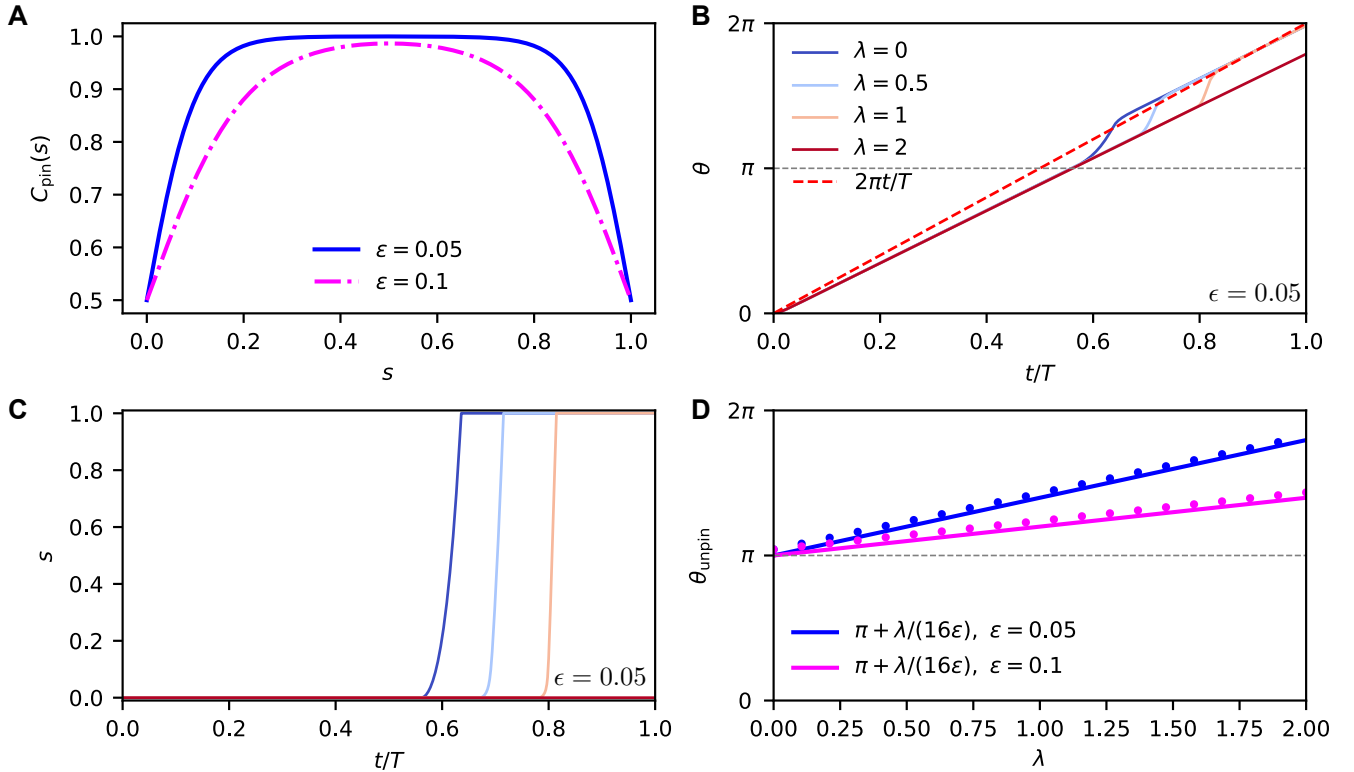 A
C_pin(s)
1.0
0.9
0.8
0.7
0.6
0.5
ε = 0.05
ε = 0.1
0.0 0.2 0.4 0.6 0.8 1.0
s
B
θ
2π
π
0
λ = 0
λ = 0.5
λ = 1
λ = 2
2πt/T
ϵ = 0.05
0.0 0.2 0.4 0.6 0.8 1.0
t/T
C
s
1.0
0.8
0.6
0.4
0.2
0.0
ϵ = 0.05
0.0 0.2 0.4 0.6 0.8 1.0
t/T
D
θ_unpin
2π
π
0
π + λ/(16ε), ε = 0.05
π + λ/(16ε), ε = 0.1
0.00 0.25 0.50 0.75 1.00 1.25 1.50 1.75 2.00
λ